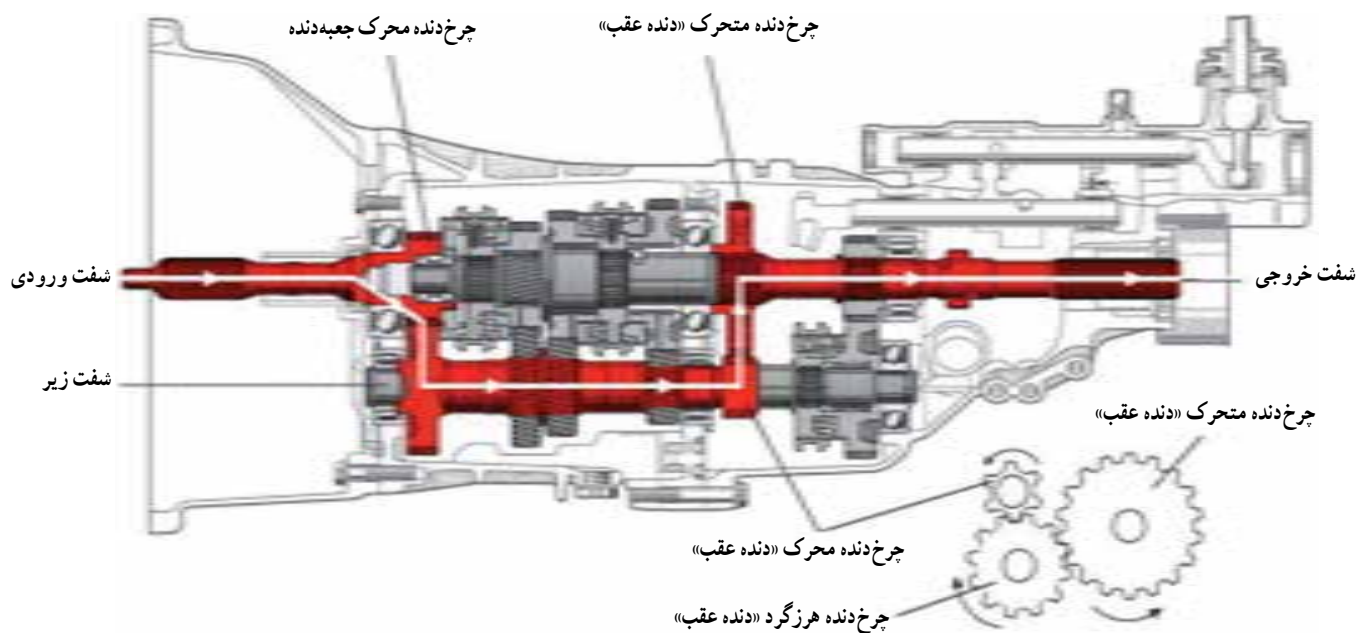 چرخ‌دنده متحرک «دنده عقب»
چرخ‌دنده محرک جعبه‌دنده
شفت خروجی
شفت ورودی
شفت زیر
چرخ‌دنده متحرک «دنده عقب»
چرخ‌دنده محرک «دنده عقب»
چرخ‌دنده هرزگرد «دنده عقب»